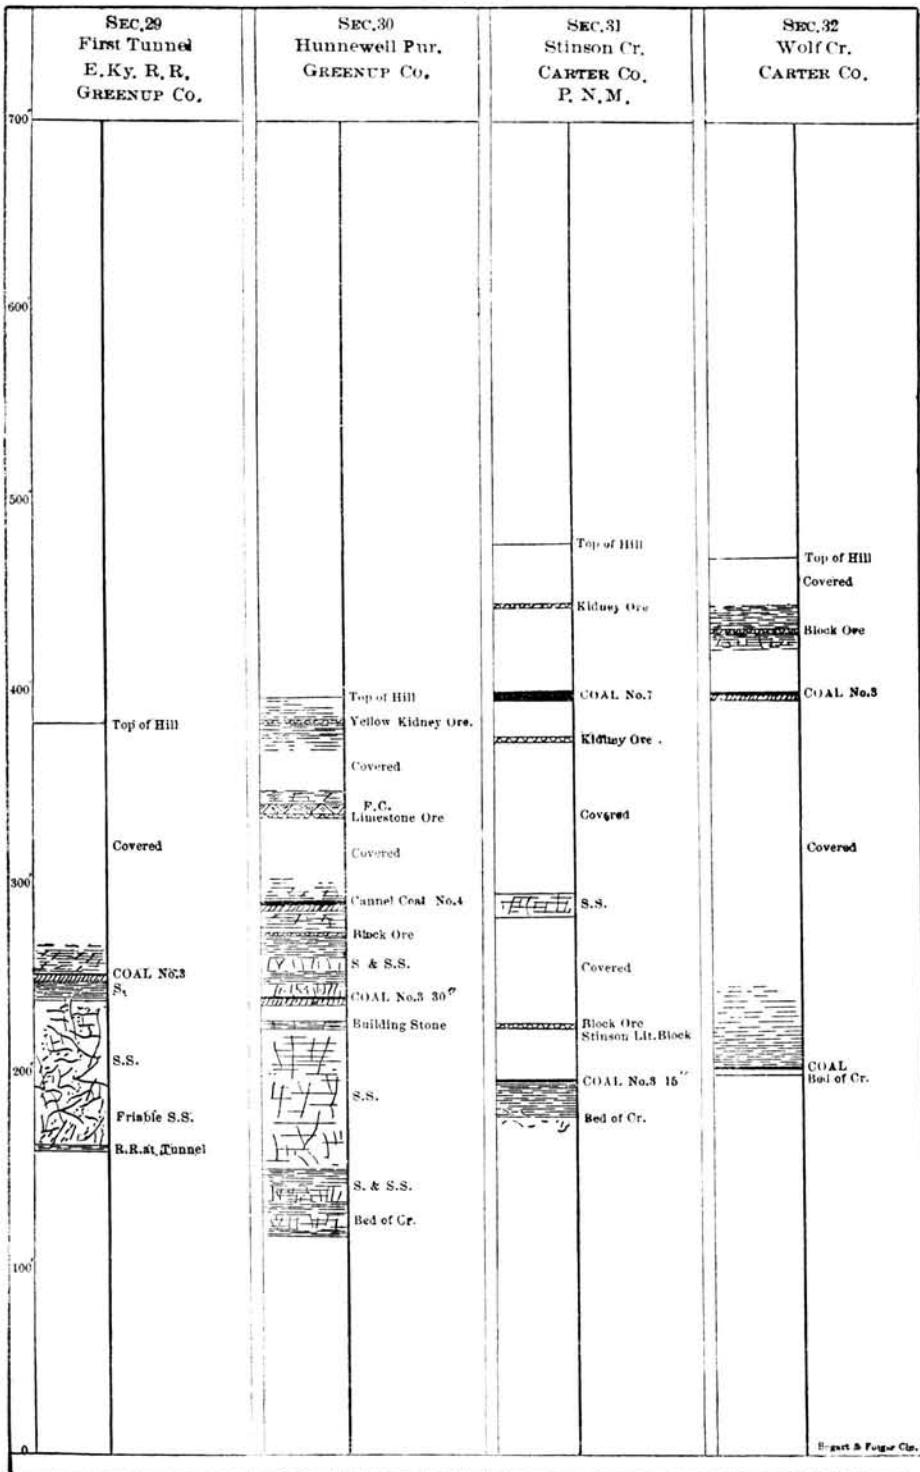 SEC.29
First Tunnel
E.Ky. R.R.
GREENUP CO.
SEC.30
Hunnewell Pur.
GREENUP CO.
SEC.31
Stinson Cr.
CARTER CO.
P. N. M.
SEC.32
Wolf Cr.
CARTER CO.
700'
600'
500'
400'
300'
200'
100'
0
Top of Hill
Covered
COAL No.3
S.
S.S.
Friable S.S.
R.R.at Tunnel
Top of Hill
Yellow Kidney Ore.
Covered
F.C.
Limestone Ore
Covered
Cannel Coal No.4
Block Ore
S & S.S.
COAL No.3 30"
Building Stone
S.S.
S. & S.S.
Bed of Cr.
Top of Hill
Kidney Ore
COAL No.7
Kidney Ore .
Covered
S.S.
Covered
Block Ore
Stinson Lit.Block
COAL No.3 15"
Bed of Cr.
Top of Hill
Covered
Block Ore
COAL No.8
Covered
COAL
Bed of Cr.
Bogart & Cin.